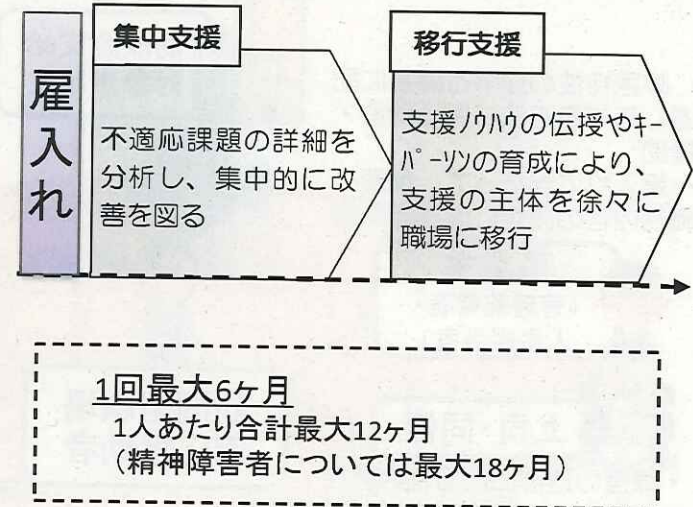 雇入れ
集中支援
不適応課題の詳細を
分析し、集中的に改
善を図る
移行支援
支援ﾉｳﾊｳの伝授やｷｰ
ﾊﾟｰｿﾝの育成により、
支援の主体を徐々に
職場に移行
1回最大6ヶ月
1人あたり合計最大12ヶ月
（精神障害者については最大18ヶ月）